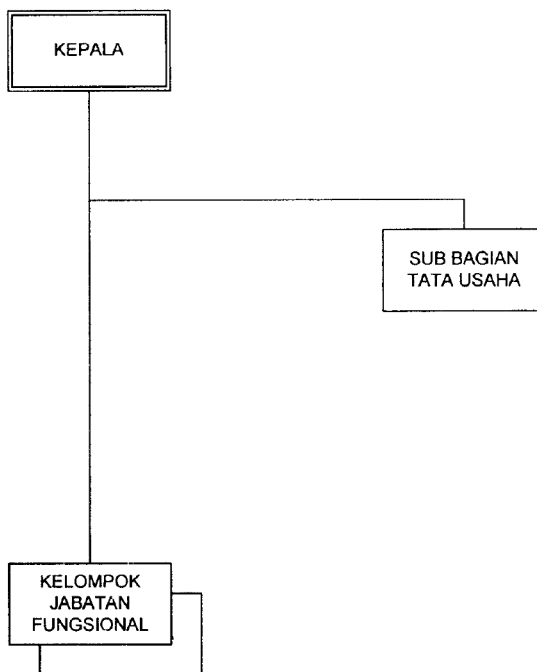 KEPALA
SUB BAGIAN
TATA USAHA
KELOMPOK
JABATAN
FUNGSIONAL